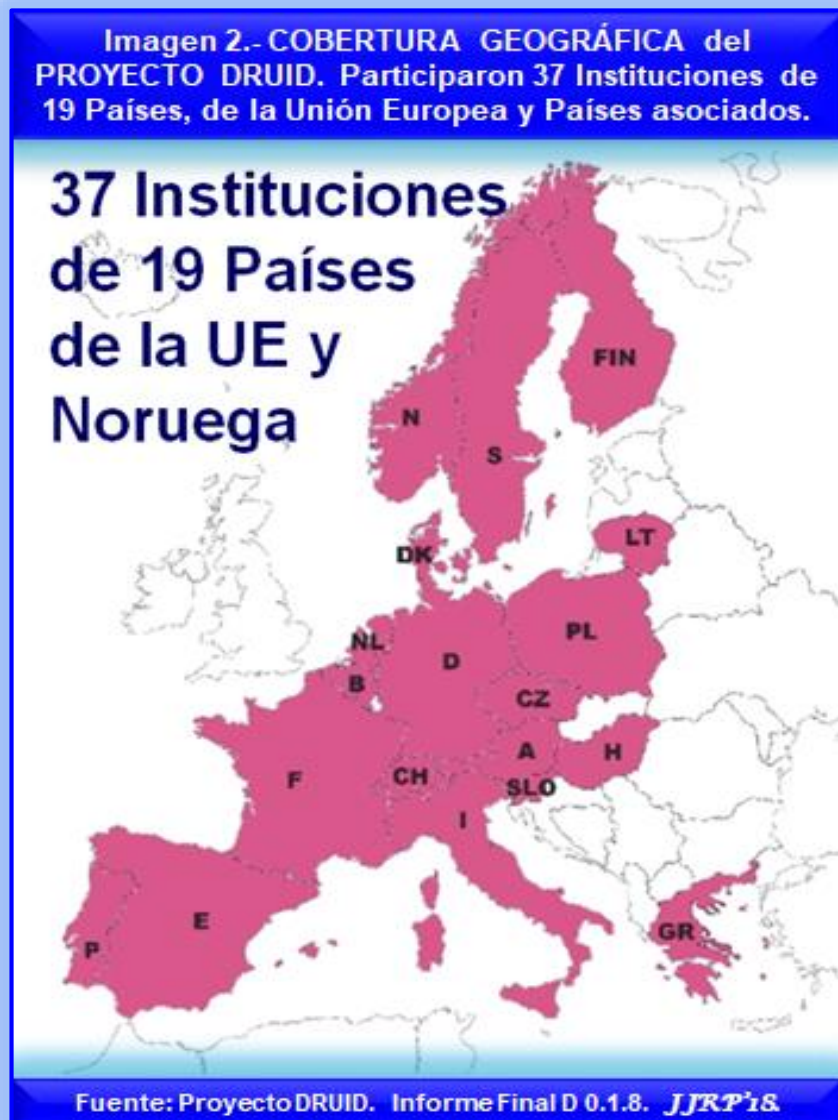 Imagen 2.- COBERTURA GEOGRÁFICA del
PROYECTO DRUID. Participaron 37 Instituciones de
19 Países, de la Unión Europea y Países asociados.
37 Instituciones
de 19 Países
de la UE y
Noruega
FIN
N
S
LT
DK
PL
NL
D
B
CZ
A
H
F
CH
SLO
I
E
P
GR
Fuente: Proyecto DRUID. Informe Final D 0.1.8. JJRP'18.